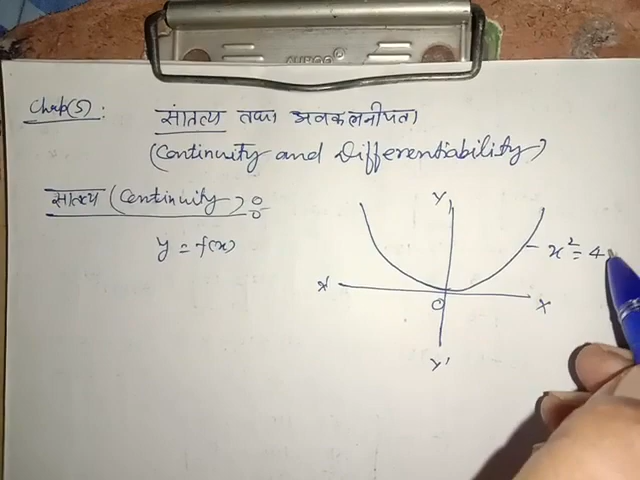 Chap(5):
सांतत्य तथा अवकलनीयता
(Continuity and Differentiability)
सातत्य (Continuity) :-
y = f(x)
Y
x² = 4
X'
O
X
Y'